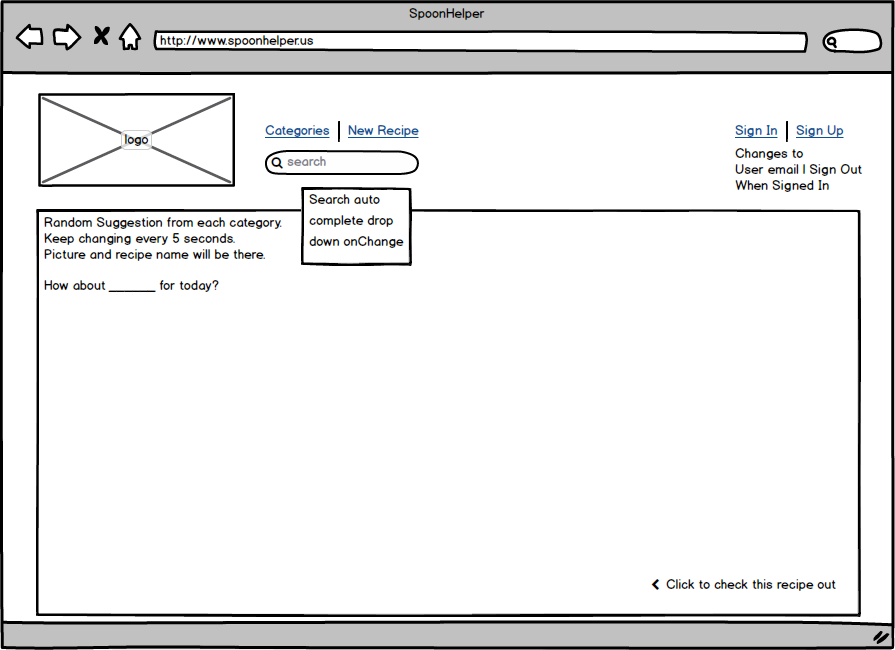 SpoonHelper
http://www.spoonhelper.us
logo
Categories | New Recipe
search
Sign In | Sign Up
Changes to
User email | Sign Out
When Signed In
Search auto
complete drop
down onChange
Random Suggestion from each category.
Keep changing every 5 seconds.
Picture and recipe name will be there.
How about _______ for today?
Click to check this recipe out